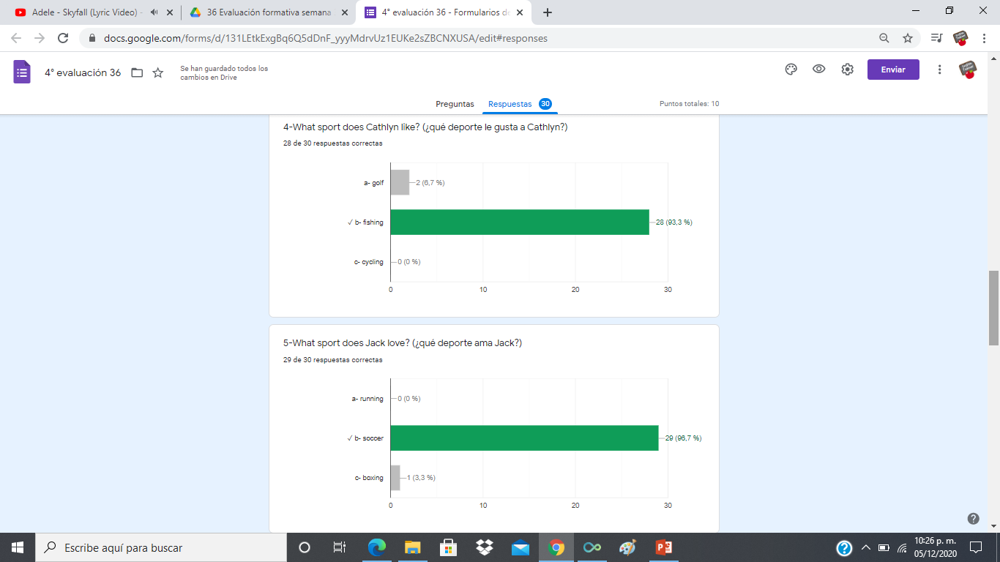 Adele - Skyfall (Lyric Video) -
36 Evaluación formativa semana
4° evaluación 36 - Formularios de
docs.google.com/forms/d/131LEtkExgBq6Q5dDnF_yyyMdrvUz1EUKe2sZBCNXUSA/edit#responses
4° evaluación 36
Se han guardado todos los
cambios en Drive
Enviar
Preguntas
Respuestas 30
Puntos totales: 10
4-What sport does Cathlyn like? (¿qué deporte le gusta a Cathlyn?)
28 de 30 respuestas correctas
a- golf
2 (6,7 %)
✓ b- fishing
28 (93,3 %)
c- cycling
0 (0 %)
0 10 20 30
5-What sport does Jack love? (¿qué deporte ama Jack?)
29 de 30 respuestas correctas
a- running
0 (0 %)
✓ b- soccer
29 (96,7 %)
c- boxing
1 (3,3 %)
0 10 20 30
Escribe aquí para buscar
10:26 p. m.
05/12/2020